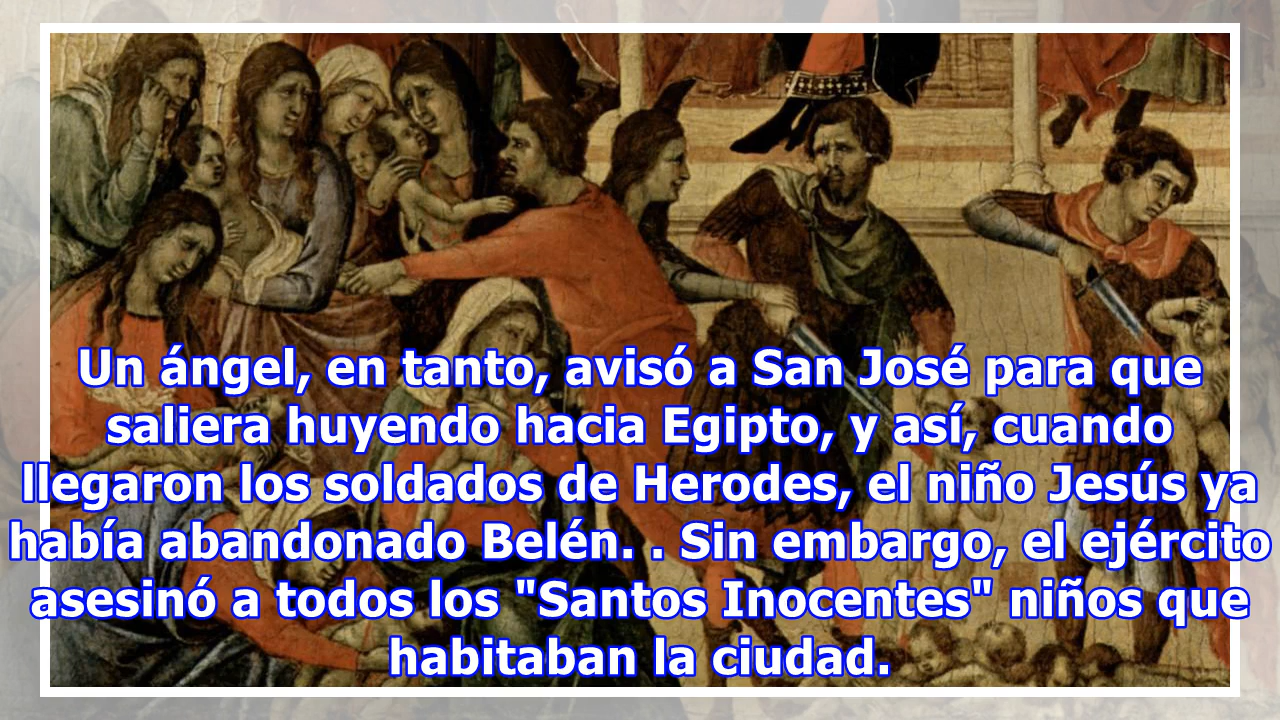 Un ángel, en tanto, avisó a San José para que
saliera huyendo hacia Egipto, y así, cuando
llegaron los soldados de Herodes, el niño Jesús ya
había abandonado Belén. . Sin embargo, el ejército
asesinó a todos los "Santos Inocentes" niños que
habitaban la ciudad.